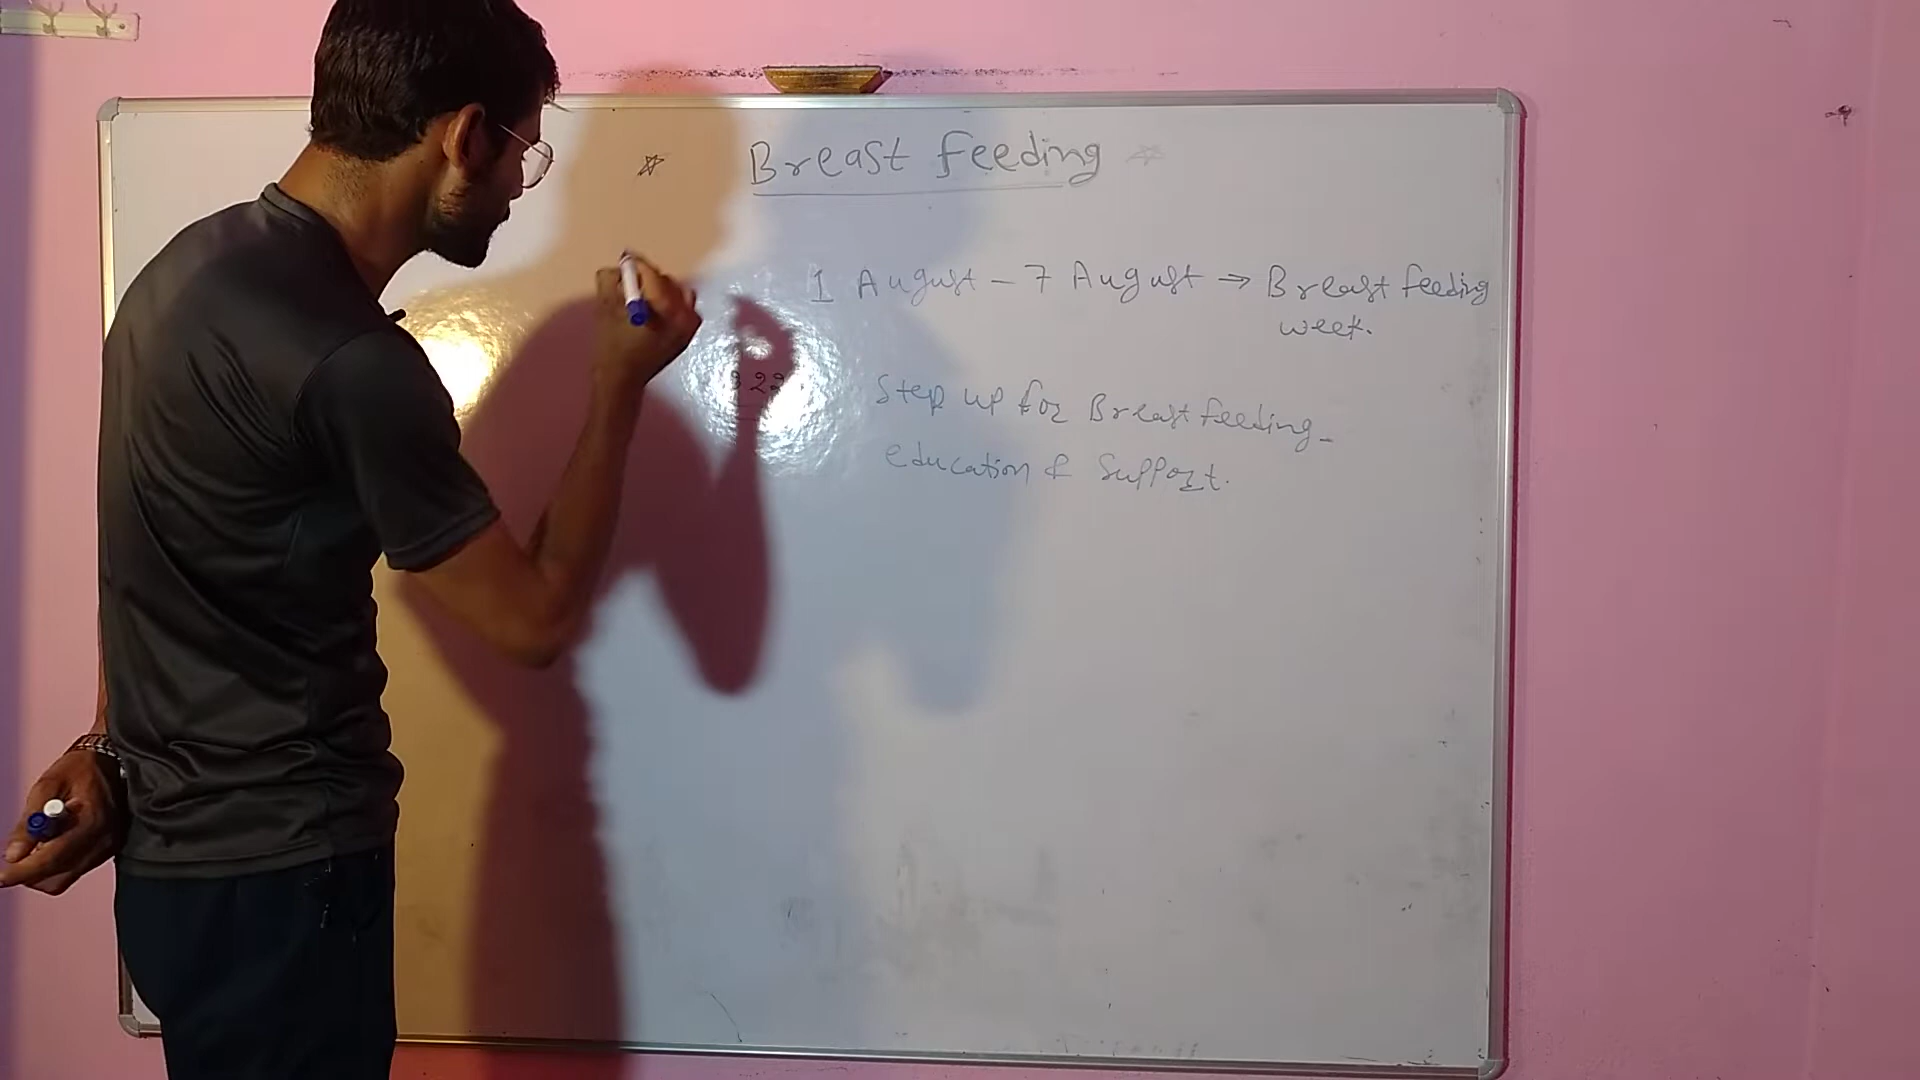 Breast feeding
1 August - 7 August → Breast feeding
week.
Step up for Breast feeding -
education & Support.